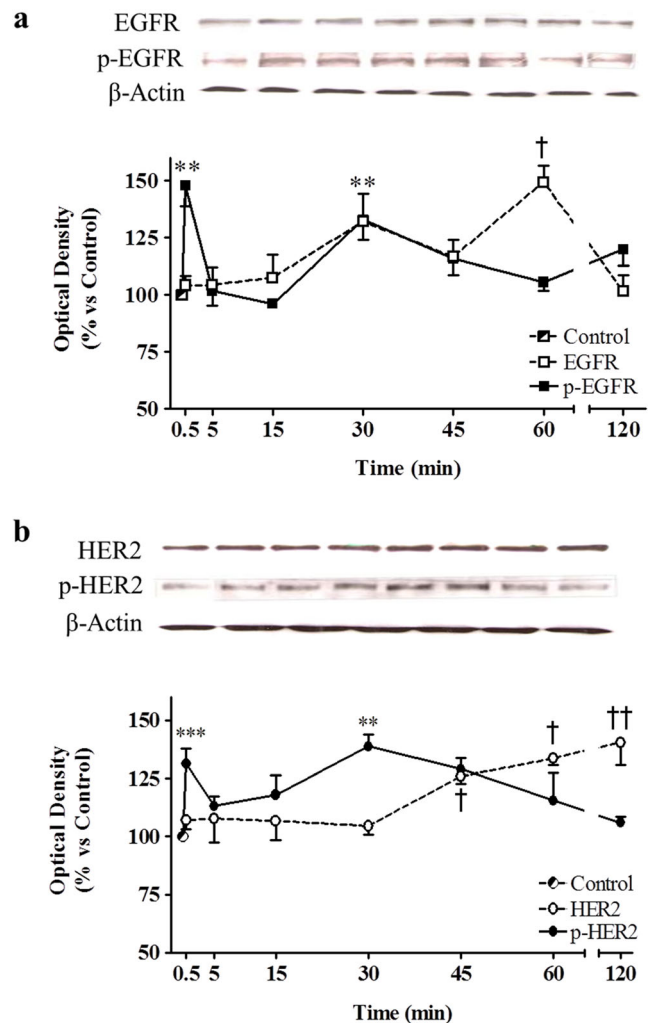 a
EGFR
p-EGFR
β-Actin
**
**
†
150
125
100
75
50
Optical Density
(% vs Control)
Control
EGFR
p-EGFR
0.5 5 15 30 45 60 120
Time (min)
b
HER2
p-HER2
β-Actin
***
**
†
†
††
150
125
100
75
50
Optical Density
(% vs Control)
Control
HER2
p-HER2
0.5 5 15 30 45 60 120
Time (min)